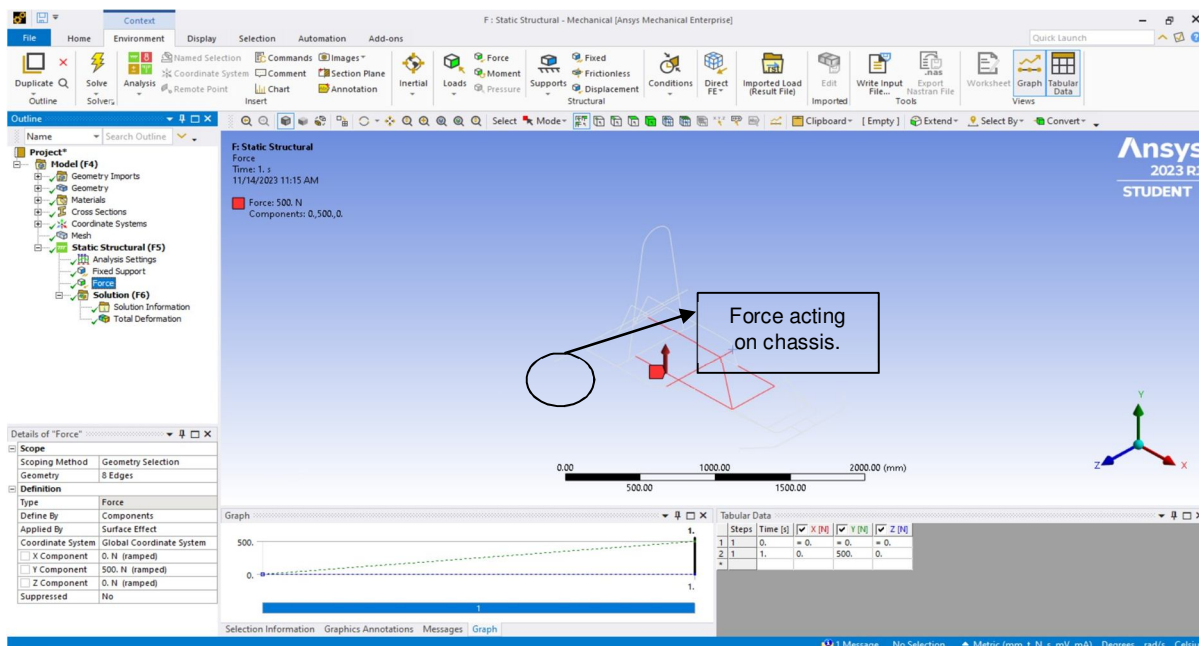 Context
F : Static Structural - Mechanical [Ansys Mechanical Enterprise]
File Home Environment Display Selection Automation Add-ons
Quick Launch
Duplicate Q
Outline
Solve
Solver
Analysis
Named Selection
Coordinate System
Remote Point
Commands
Comment
Chart
Images
Section Plane
Annotation
Insert
Inertial
Loads
Force
Moment
Pressure
Supports
Fixed
Frictionless
Displacement
Structural
Conditions
Direct FE
Imported Load (Result File)
Edit
Imported
Write Input File...
Export Nastran File
.nas
Tools
Worksheet
Graph
Tabular Data
Views
Outline
Select Mode Clipboard [ Empty ] Extend Select By Convert
Name Search Outline
Project*
Model (F4)
Geometry Imports
Geometry
Materials
Cross Sections
Coordinate Systems
Mesh
Static Structural (F5)
Analysis Settings
Fixed Support
Force
Solution (F6)
Solution Information
Total Deformation
F: Static Structural
Force
Time: 1. s
11/14/2023 11:15 AM
Force: 500. N
Components: 0.,500.,0.
Ansys
2023 R
STUDENT
Force acting
on chassis.
Y
Z X
0.00 1000.00 2000.00 (mm)
500.00 1500.00
Details of "Force"
Scope
Scoping Method Geometry Selection
Geometry 8 Edges
Definition
Type Force
Define By Components
Applied By Surface Effect
Coordinate System Global Coordinate System
X Component 0. N (ramped)
Y Component 500. N (ramped)
Z Component 0. N (ramped)
Suppressed No
Graph
1.
500.
0.
1.
1
Tabular Data
Steps Time [s] X [N] Y [N] Z [N]
1 1 0. = 0. = 0. = 0.
2 1 1. 0. 500. 0.
*
Selection Information Graphics Annotations Messages Graph
1 Message No Selection Metric (mm, t, N, s, mV, mA) Degrees rad/s Celsiu